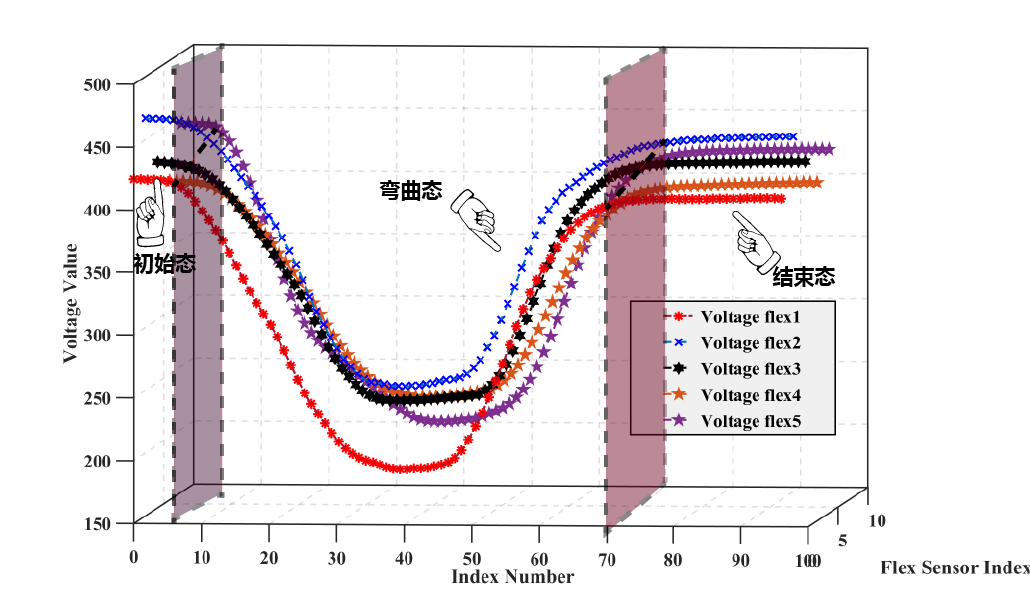 500
450
400
350
300
250
200
150
Voltage Value
初始态
弯曲态
结束态
Voltage flex1
Voltage flex2
Voltage flex3
Voltage flex4
Voltage flex5
0 10 20 30 40 50 60 70 80 90 100
0 5 10
Index Number
Flex Sensor Index